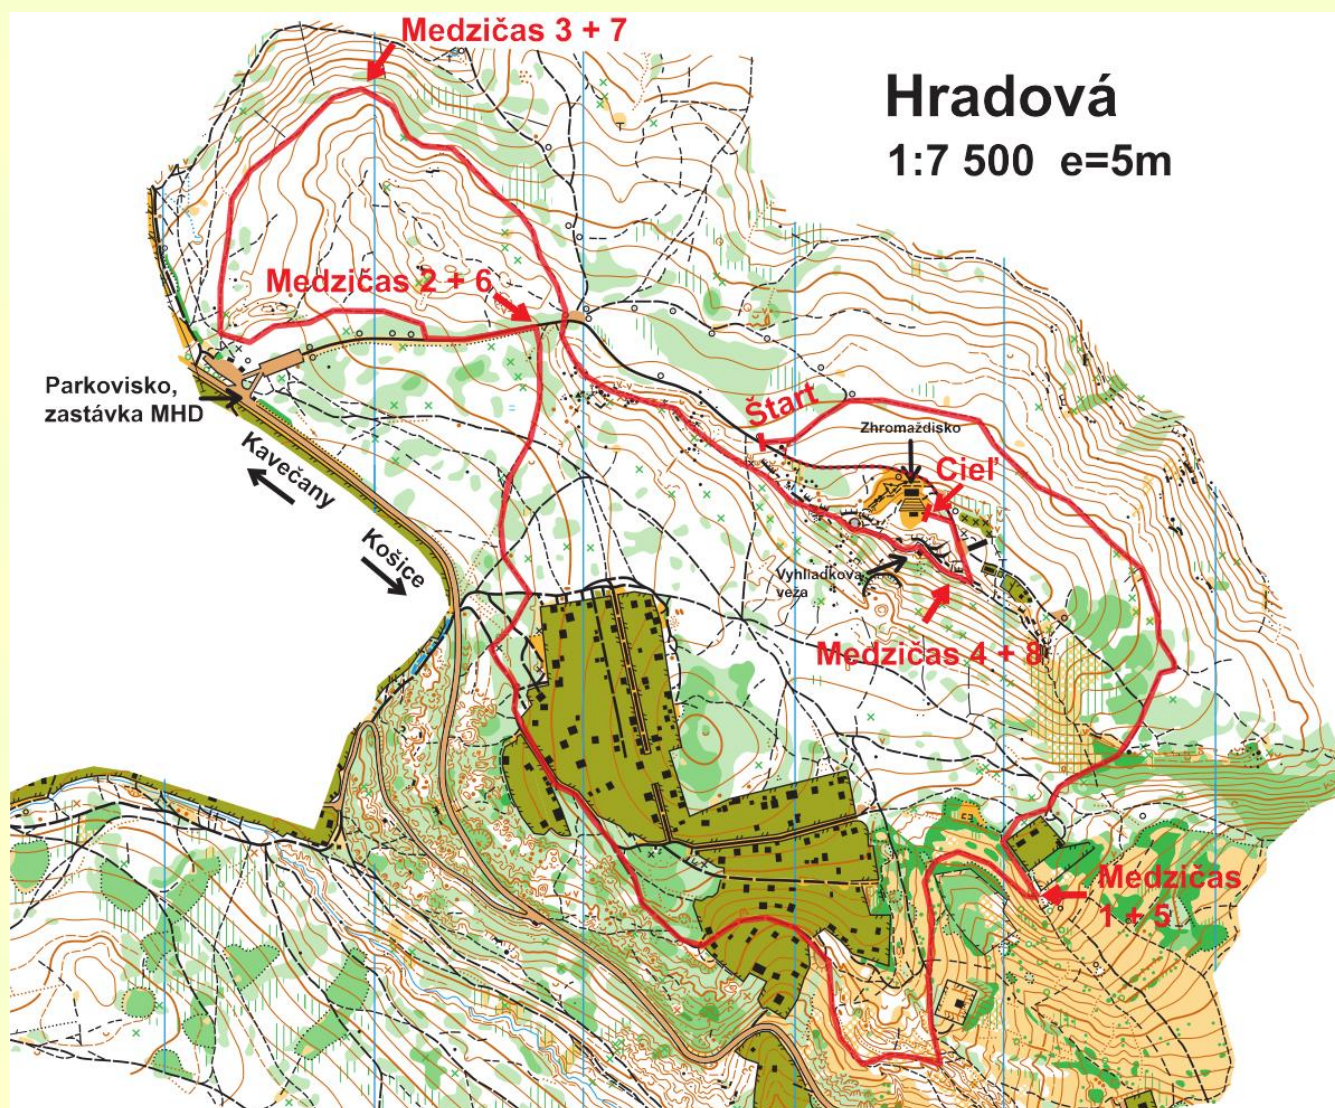 Medzičas 3 + 7
Hradová
1:7 500 e=5m
Medzičas 2 + 6
Parkovisko,
zastávka MHD
Štart
Zhromaždisko
Cieľ
Kavečany
Košice
Vyhliadková
veža
Medzičas 4 + 8
Medzičas
1 + 5